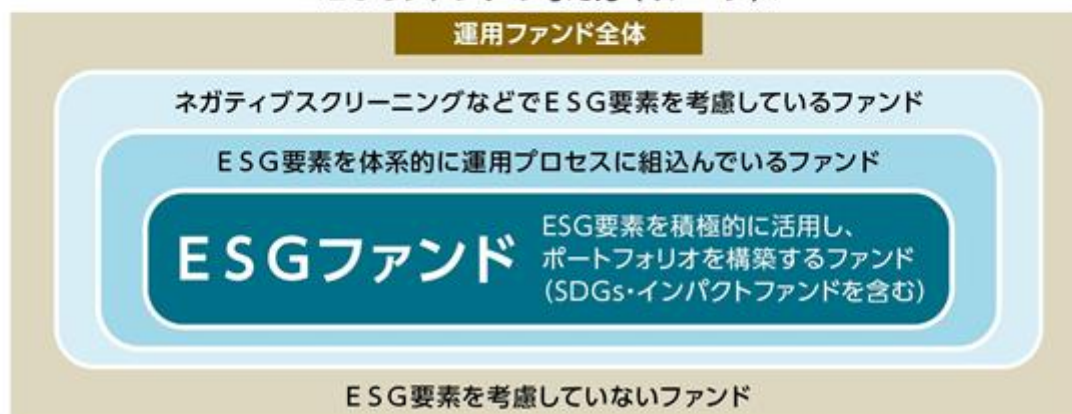 運用ファンド全体
ネガティブスクリーニングなどでESG要素を考慮しているファンド
ESG要素を体系的に運用プロセスに組込んでいるファンド
ESGファンド
ESG要素を積極的に活用し、
ポートフォリオを構築するファンド
(SDGs・インパクトファンドを含む)
ESG要素を考慮していないファンド